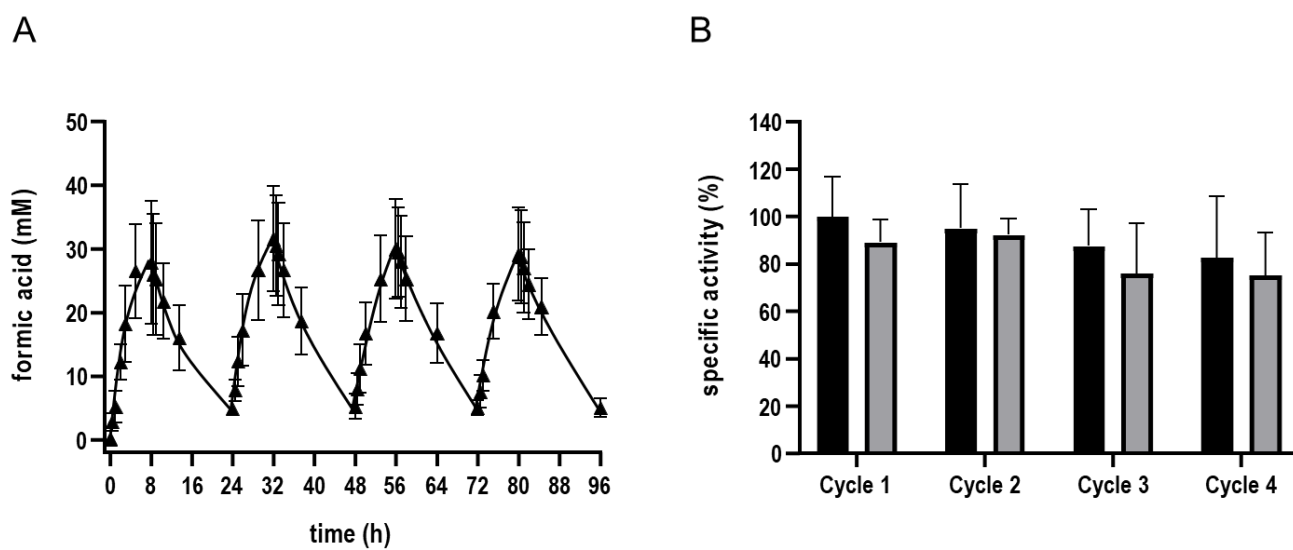 A
B
50
40
30
20
10
0
formic acid (mM)
0 8 16 24 32 40 48 56 64 72 80 88 96
time (h)
140
120
100
80
60
40
20
0
specific activity (%)
Cycle 1 Cycle 2 Cycle 3 Cycle 4